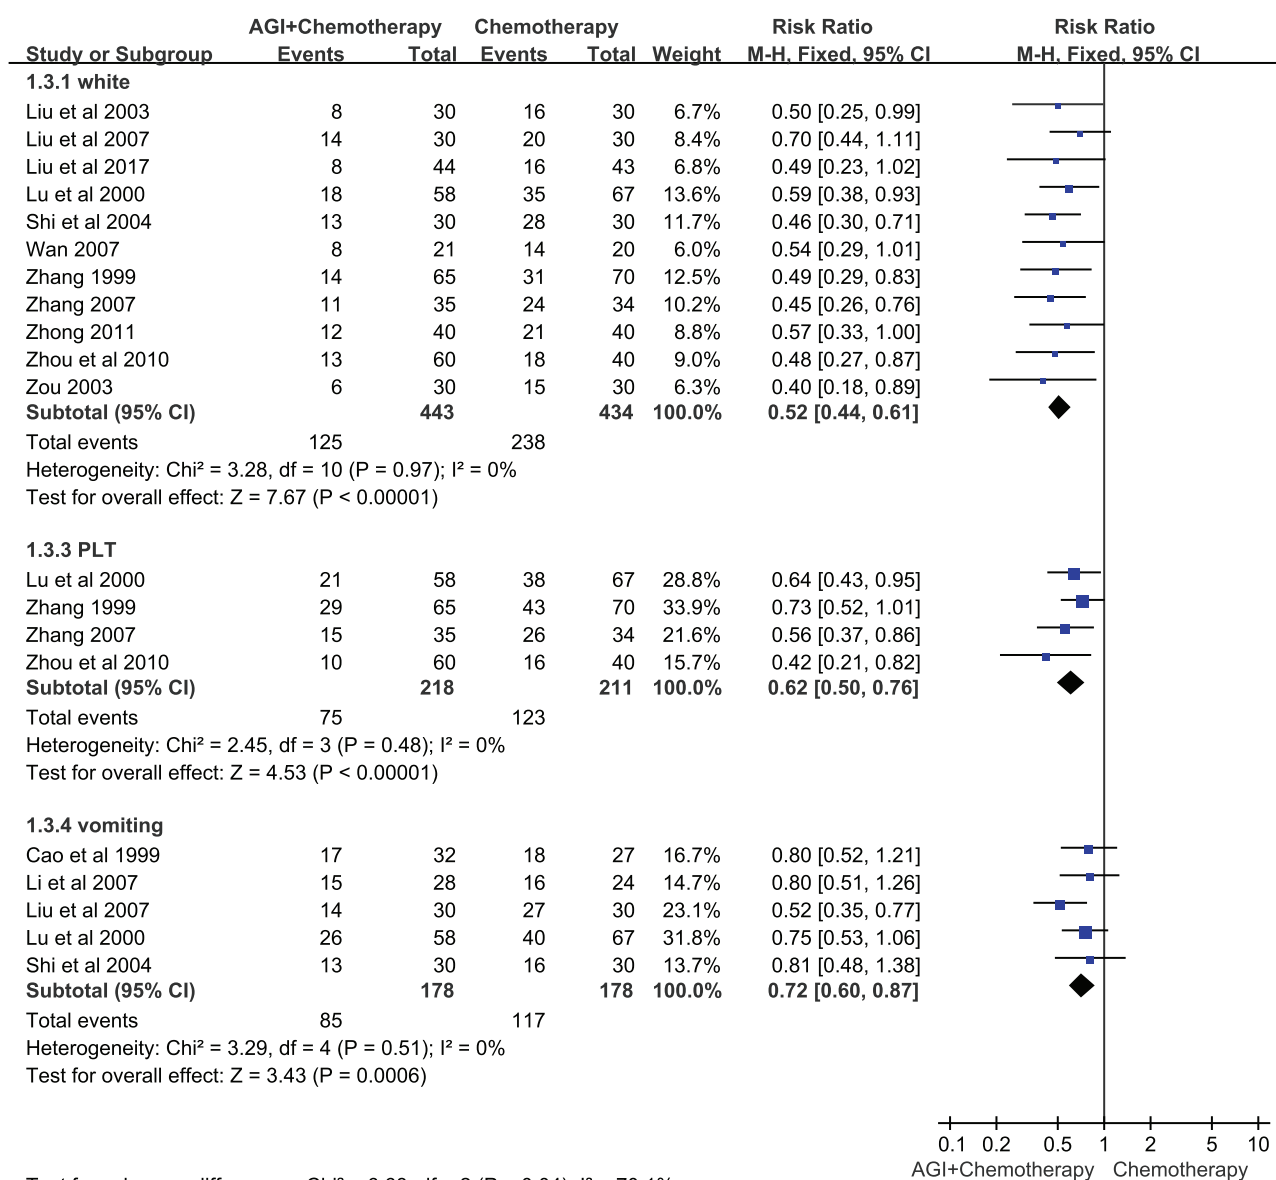 AGI+Chemotherapy Chemotherapy Risk Ratio Risk Ratio
Study or Subgroup Events Total Events Total Weight M-H, Fixed, 95% CI M-H, Fixed, 95% CI
1.3.1 white
Liu et al 2003 8 30 16 30 6.7% 0.50 [0.25, 0.99]
Liu et al 2007 14 30 20 30 8.4% 0.70 [0.44, 1.11]
Liu et al 2017 8 44 16 43 6.8% 0.49 [0.23, 1.02]
Lu et al 2000 18 58 35 67 13.6% 0.59 [0.38, 0.93]
Shi et al 2004 13 30 28 30 11.7% 0.46 [0.30, 0.71]
Wan 2007 8 21 14 20 6.0% 0.54 [0.29, 1.01]
Zhang 1999 14 65 31 70 12.5% 0.49 [0.29, 0.83]
Zhang 2007 11 35 24 34 10.2% 0.45 [0.26, 0.76]
Zhong 2011 12 40 21 40 8.8% 0.57 [0.33, 1.00]
Zhou et al 2010 13 60 18 40 9.0% 0.48 [0.27, 0.87]
Zou 2003 6 30 15 30 6.3% 0.40 [0.18, 0.89]
Subtotal (95% CI) 443 434 100.0% 0.52 [0.44, 0.61]
Total events 125 238
Heterogeneity: Chi² = 3.28, df = 10 (P = 0.97); I² = 0%
Test for overall effect: Z = 7.67 (P < 0.00001)
1.3.3 PLT
Lu et al 2000 21 58 38 67 28.8% 0.64 [0.43, 0.95]
Zhang 1999 29 65 43 70 33.9% 0.73 [0.52, 1.01]
Zhang 2007 15 35 26 34 21.6% 0.56 [0.37, 0.86]
Zhou et al 2010 10 60 16 40 15.7% 0.42 [0.21, 0.82]
Subtotal (95% CI) 218 211 100.0% 0.62 [0.50, 0.76]
Total events 75 123
Heterogeneity: Chi² = 2.45, df = 3 (P = 0.48); I² = 0%
Test for overall effect: Z = 4.53 (P < 0.00001)
1.3.4 vomiting
Cao et al 1999 17 32 18 27 16.7% 0.80 [0.52, 1.21]
Li et al 2007 15 28 16 24 14.7% 0.80 [0.51, 1.26]
Liu et al 2007 14 30 27 30 23.1% 0.52 [0.35, 0.77]
Lu et al 2000 26 58 40 67 31.8% 0.75 [0.53, 1.06]
Shi et al 2004 13 30 16 30 13.7% 0.81 [0.48, 1.38]
Subtotal (95% CI) 178 178 100.0% 0.72 [0.60, 0.87]
Total events 85 117
Heterogeneity: Chi² = 3.29, df = 4 (P = 0.51); I² = 0%
Test for overall effect: Z = 3.43 (P = 0.0006)
0.1 0.2 0.5 1 2 5 10
AGI+Chemotherapy Chemotherapy